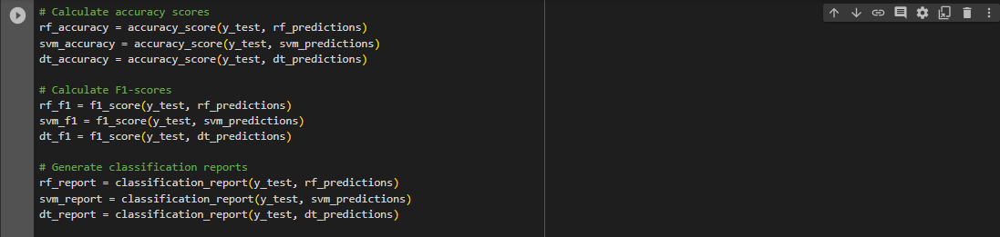 # Calculate accuracy scores
rf_accuracy = accuracy_score(y_test, rf_predictions)
svm_accuracy = accuracy_score(y_test, svm_predictions)
dt_accuracy = accuracy_score(y_test, dt_predictions)
# Calculate F1-scores
rf_f1 = f1_score(y_test, rf_predictions)
svm_f1 = f1_score(y_test, svm_predictions)
dt_f1 = f1_score(y_test, dt_predictions)
# Generate classification reports
rf_report = classification_report(y_test, rf_predictions)
svm_report = classification_report(y_test, svm_predictions)
dt_report = classification_report(y_test, dt_predictions)